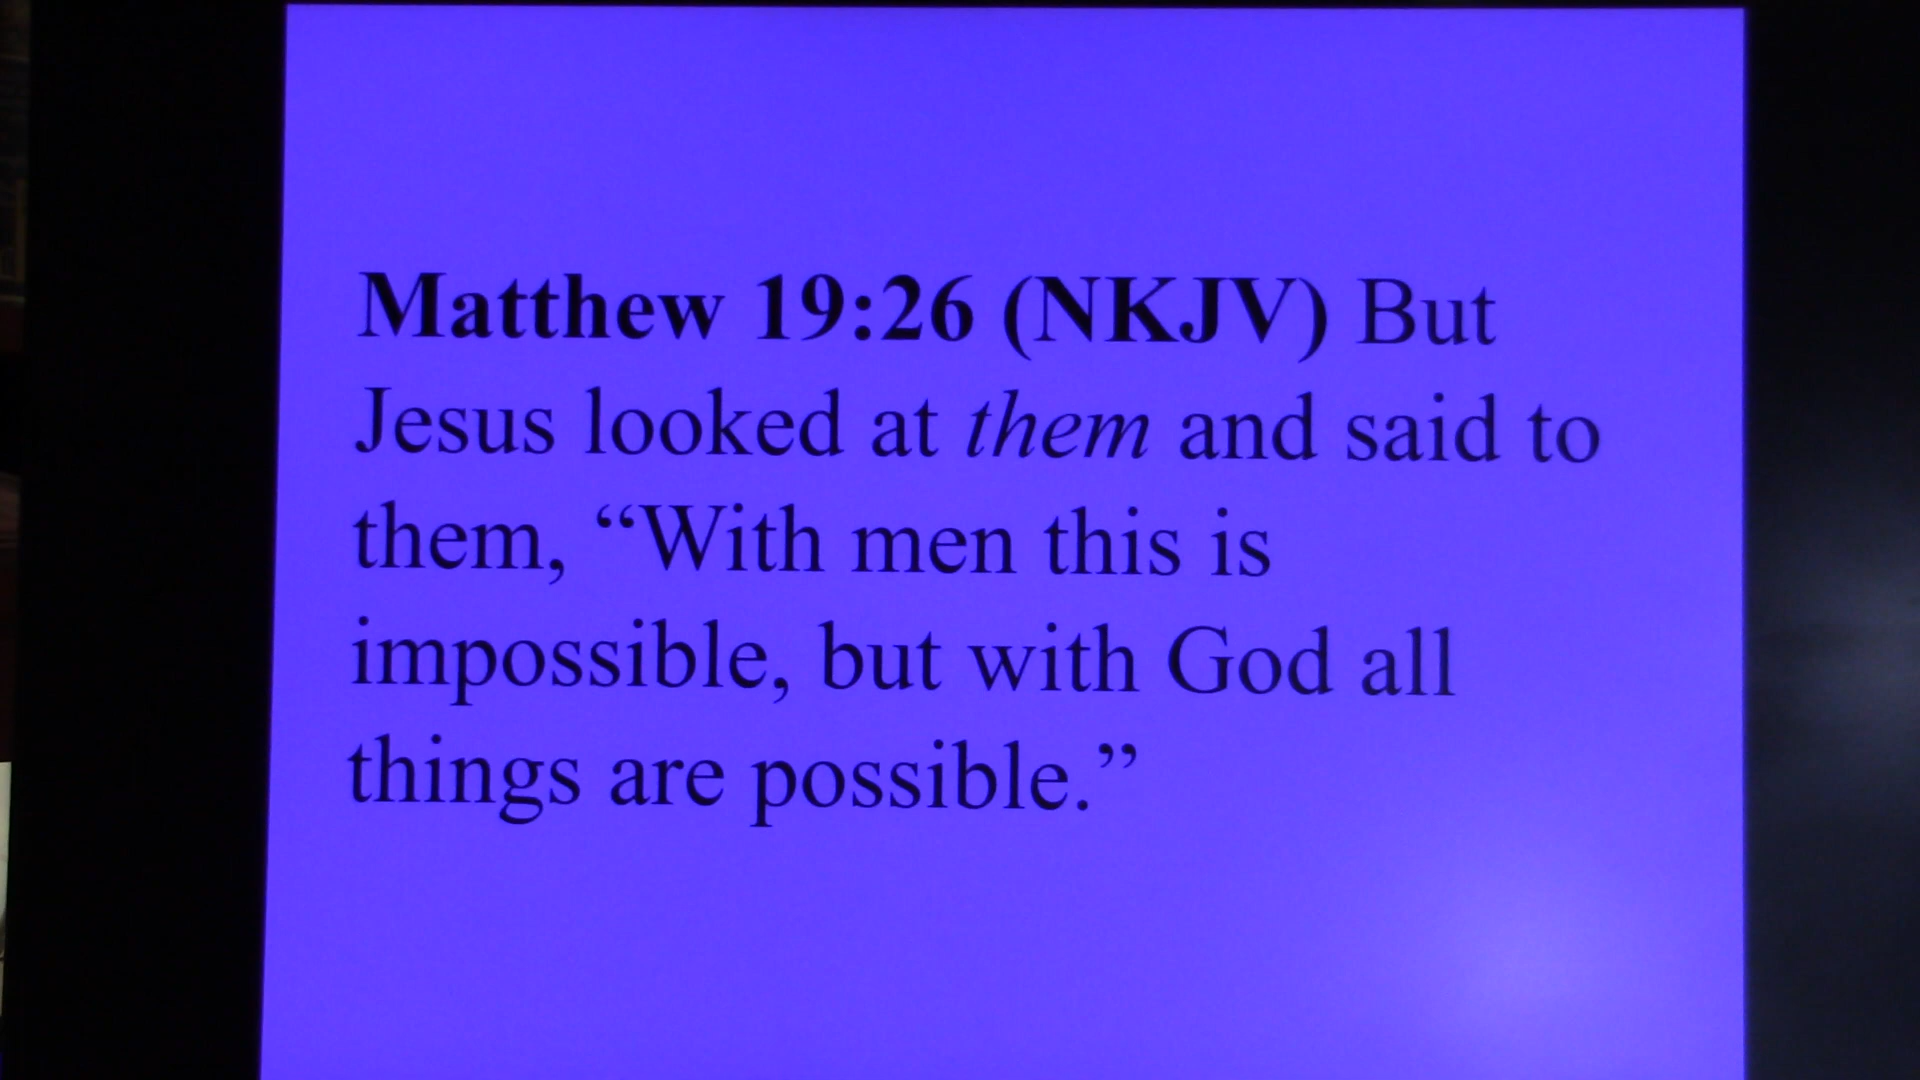 Matthew 19:26 (NKJV) But
Jesus looked at them and said to
them, “With men this is
impossible, but with God all
things are possible.”